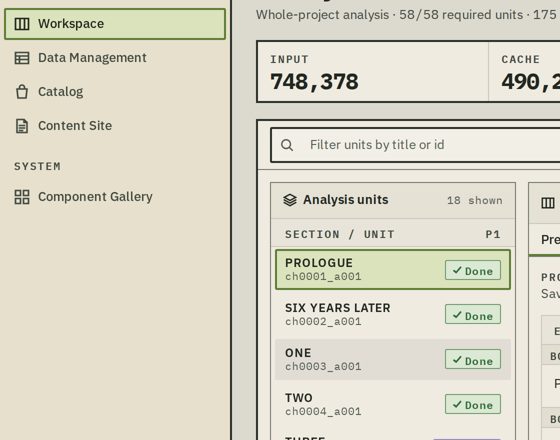 Workspace
Data Management
Catalog
Content Site
SYSTEM
Component Gallery
Whole-project analysis · 58/58 required units · 175
INPUT
748,378
CACHE
490,2
Filter units by title or id
Analysis units
18 shown
SECTION / UNIT
P1
PROLOGUE
ch0001_a001
Done
SIX YEARS LATER
ch0002_a001
Done
ONE
ch0003_a001
Done
TWO
ch0004_a001
Done
Pre
PRO
Sav
E
BO
P
BO